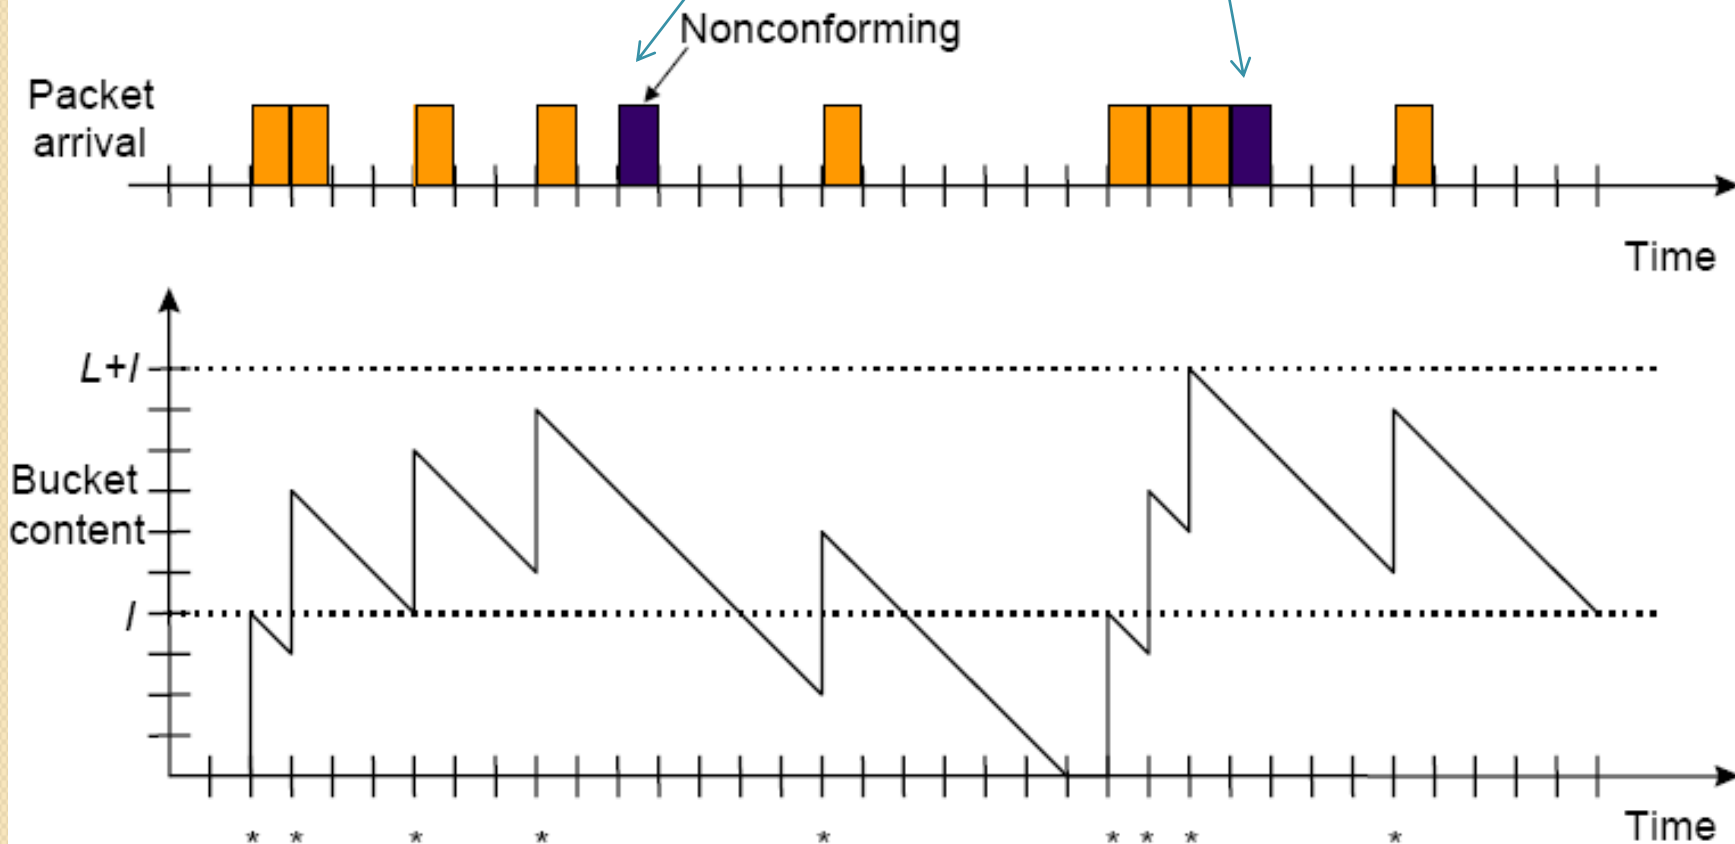 Nonconforming
Packet
arrival
Time
L+I
Bucket
content
I
Time
* * * * * * * * *